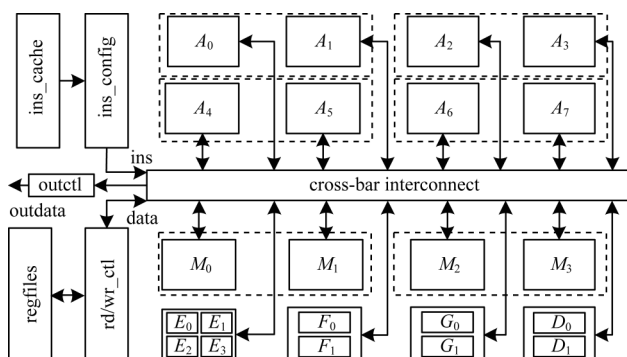 ins_cache
ins_config
A0 A1 A2 A3
A4 A5 A6 A7
ins
outctl
cross-bar interconnect
outdata
data
regfiles
rd/wr_ctl
M0 M1 M2 M3
E0 E1 F0 G0 D0
E2 E3 F1 G1 D1